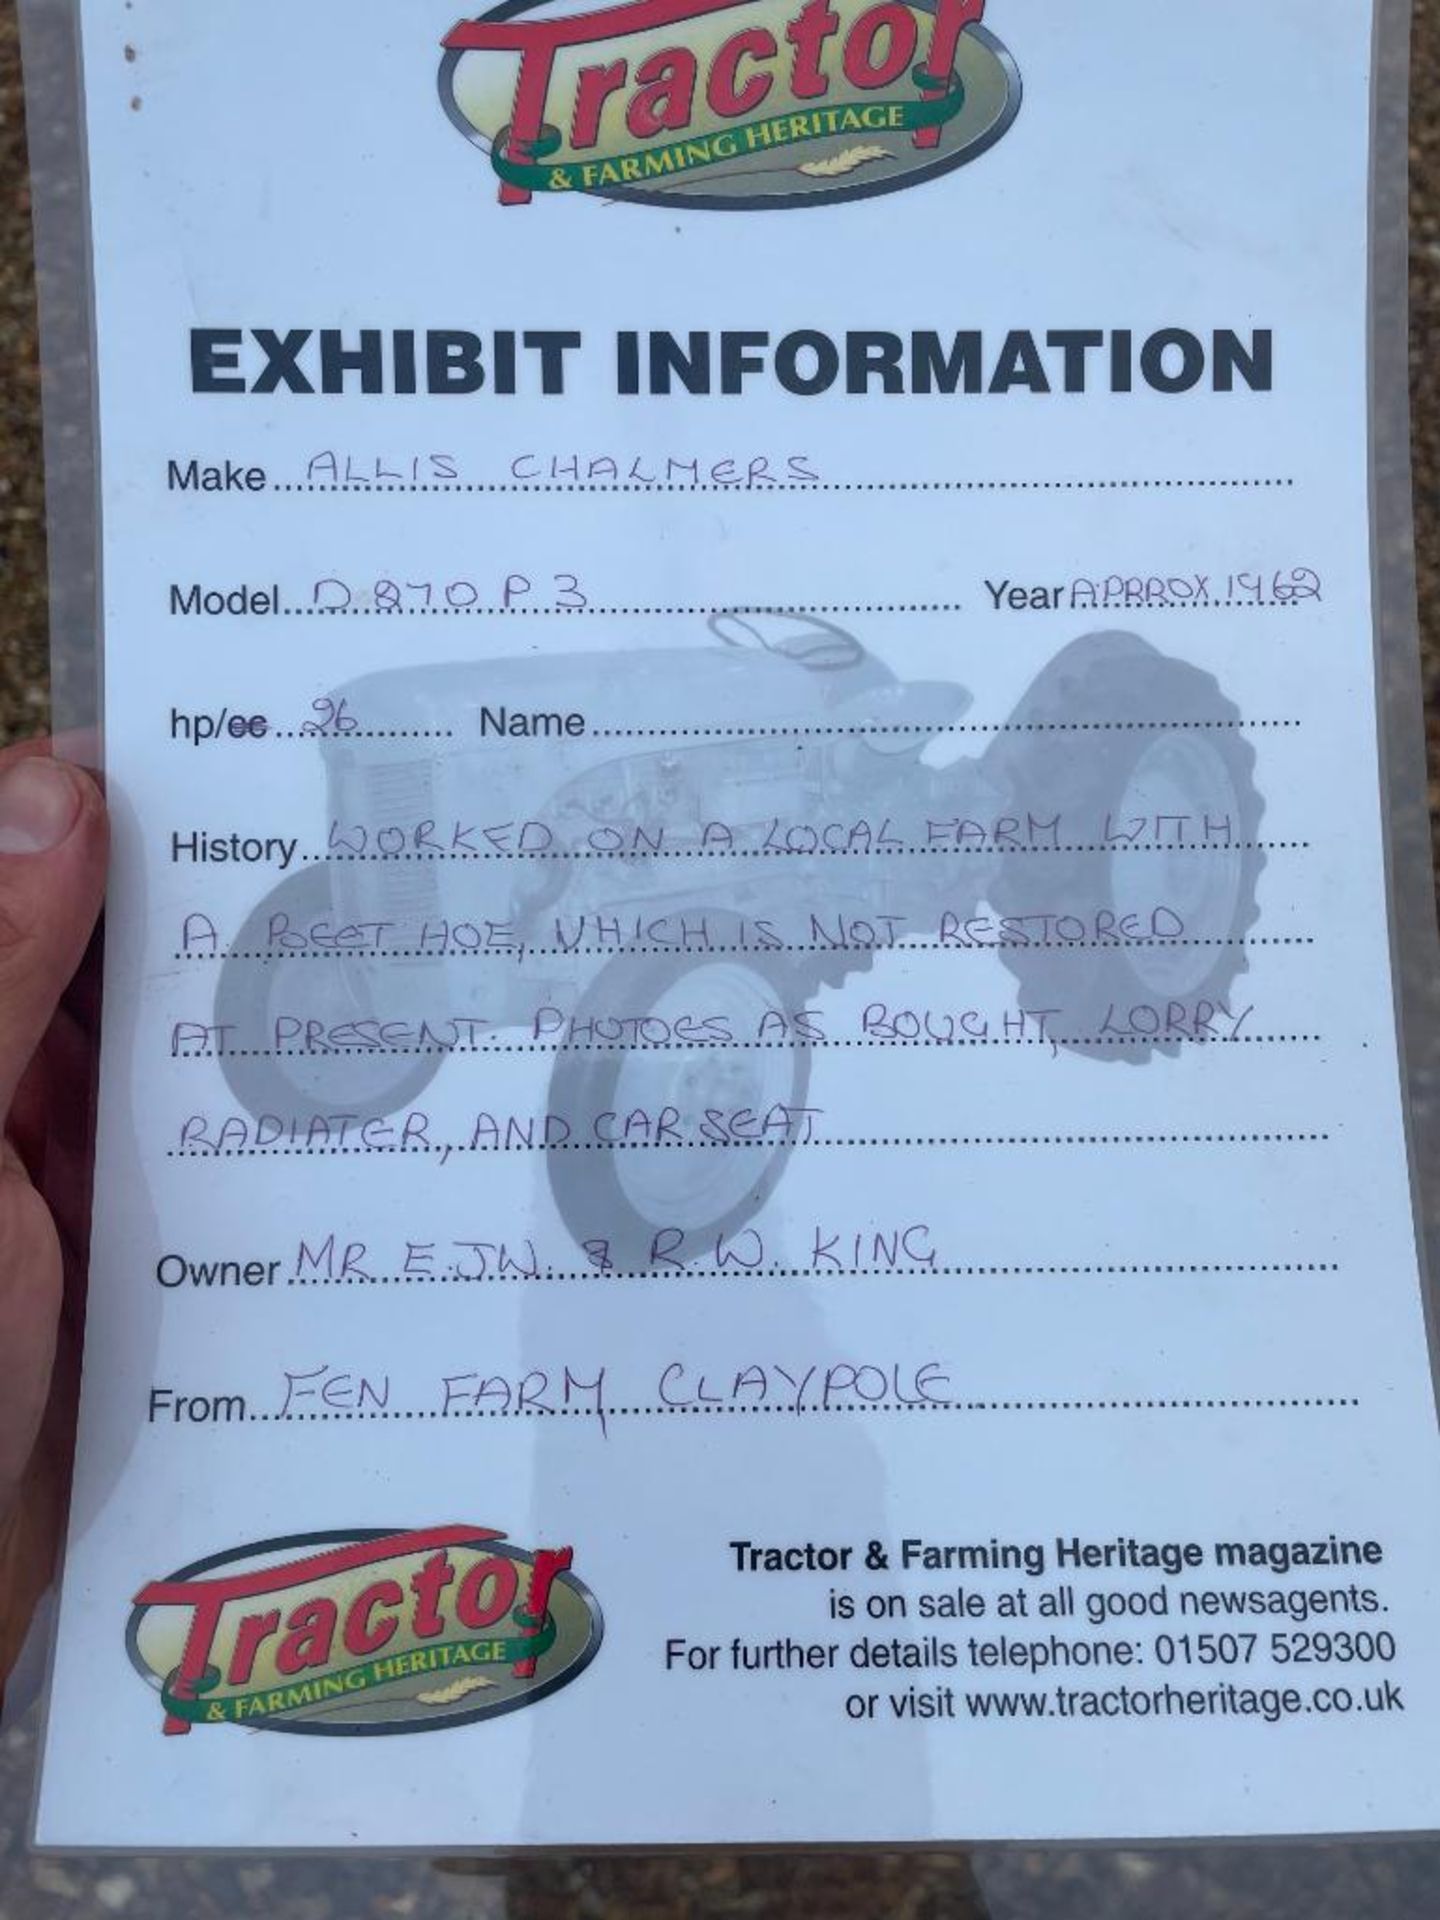 Tractor
& FARMING HERITAGE
EXHIBIT INFORMATION
Make ALLIS CHALMERS
Model D 270 P 3 Year APRROX 1962
hp/cc 26 Name
History WORKED ON A LOCAL FARM WITH
A BEET HOE, WHICH IS NOT RESTORED
AT PRESENT. PHOTOES AS BOUGHT, LORRY
RADIATER, AND CAR SEAT
Owner MR E.J.W. & R.W. KING
From FEN FARM CLAYPOLE
Tractor
& FARMING HERITAGE
Tractor & Farming Heritage magazine
is on sale at all good newsagents.
For further details telephone: 01507 529300
or visit www.tractorheritage.co.uk